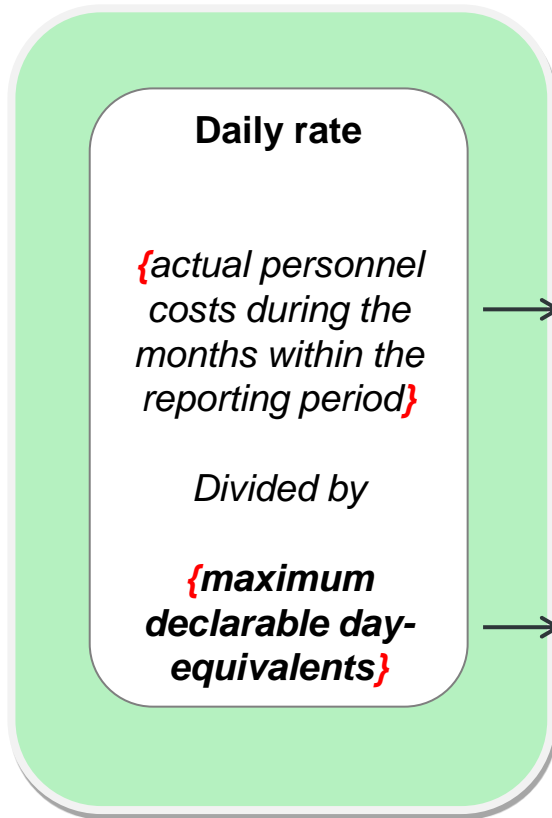 Daily rate
{actual personnel
costs during the
months within the
reporting period}
Divided by
{maximum
declarable day-
equivalents}